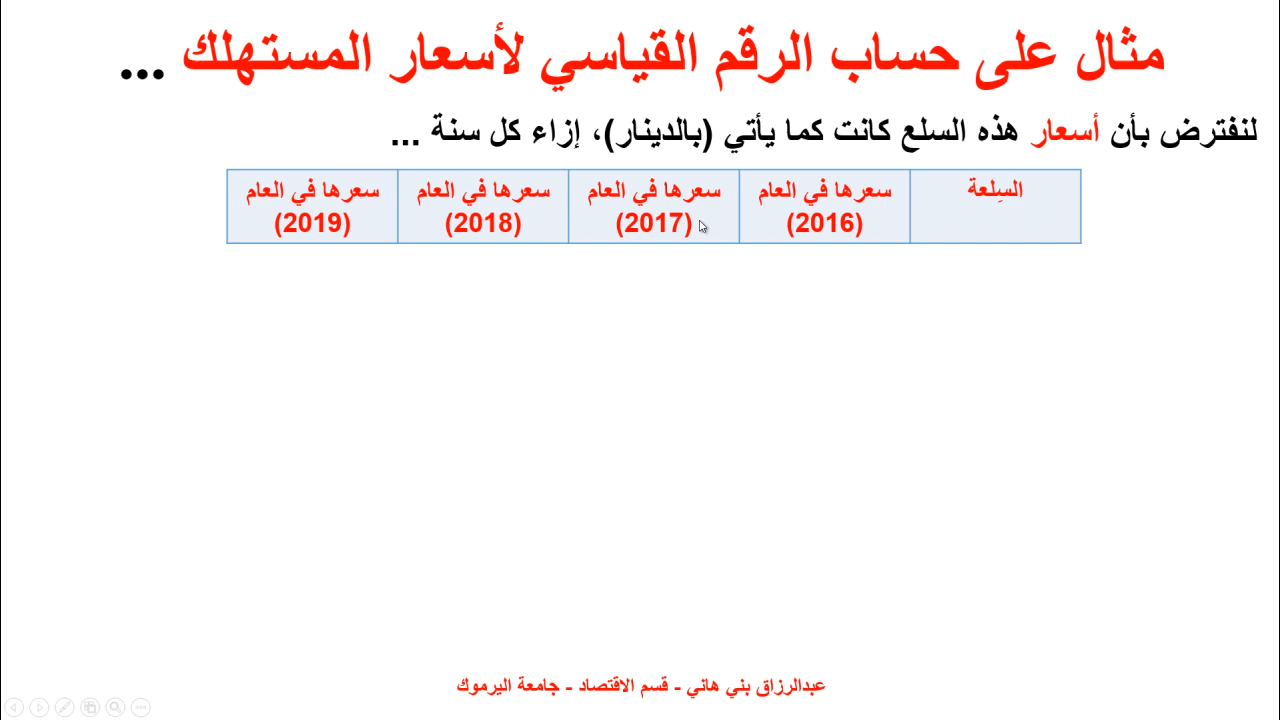 مثال على حساب الرقم القياسي لأسعار المستهلك ...
لنفترض بأن أسعار هذه السلع كانت كما يأتي (بالدينار)، إزاء كل سنة ...
السِلعة
سعرها في العام
(2016)
سعرها في العام
(2017)
سعرها في العام
(2018)
سعرها في العام
(2019)
عبدالرزاق بني هاني - قسم الاقتصاد - جامعة اليرموك